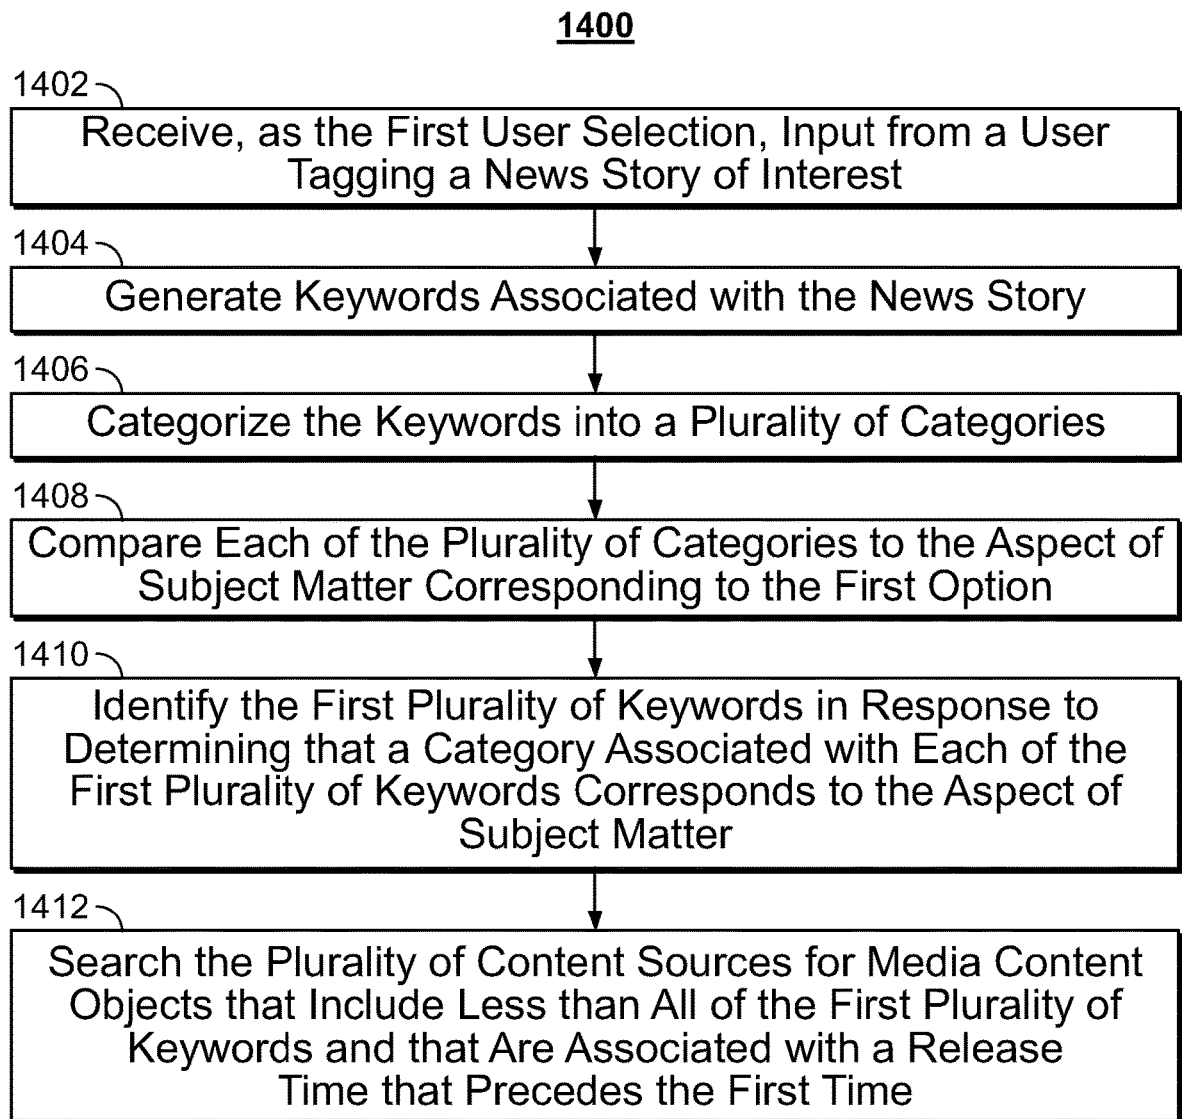 1400
1402
Receive, as the First User Selection, Input from a User
Tagging a News Story of Interest
1404
Generate Keywords Associated with the News Story
1406
Categorize the Keywords into a Plurality of Categories
1408
Compare Each of the Plurality of Categories to the Aspect of
Subject Matter Corresponding to the First Option
1410
Identify the First Plurality of Keywords in Response to
Determining that a Category Associated with Each of the
First Plurality of Keywords Corresponds to the Aspect of
Subject Matter
1412
Search the Plurality of Content Sources for Media Content
Objects that Include Less than All of the First Plurality of
Keywords and that Are Associated with a Release
Time that Precedes the First Time